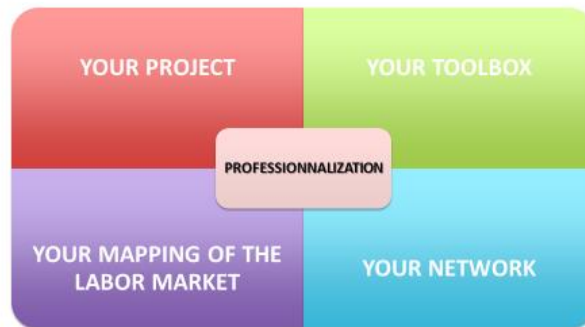 YOUR PROJECT
YOUR TOOLBOX
PROFESSIONNALIZATION
YOUR MAPPING OF THE
LABOR MARKET
YOUR NETWORK